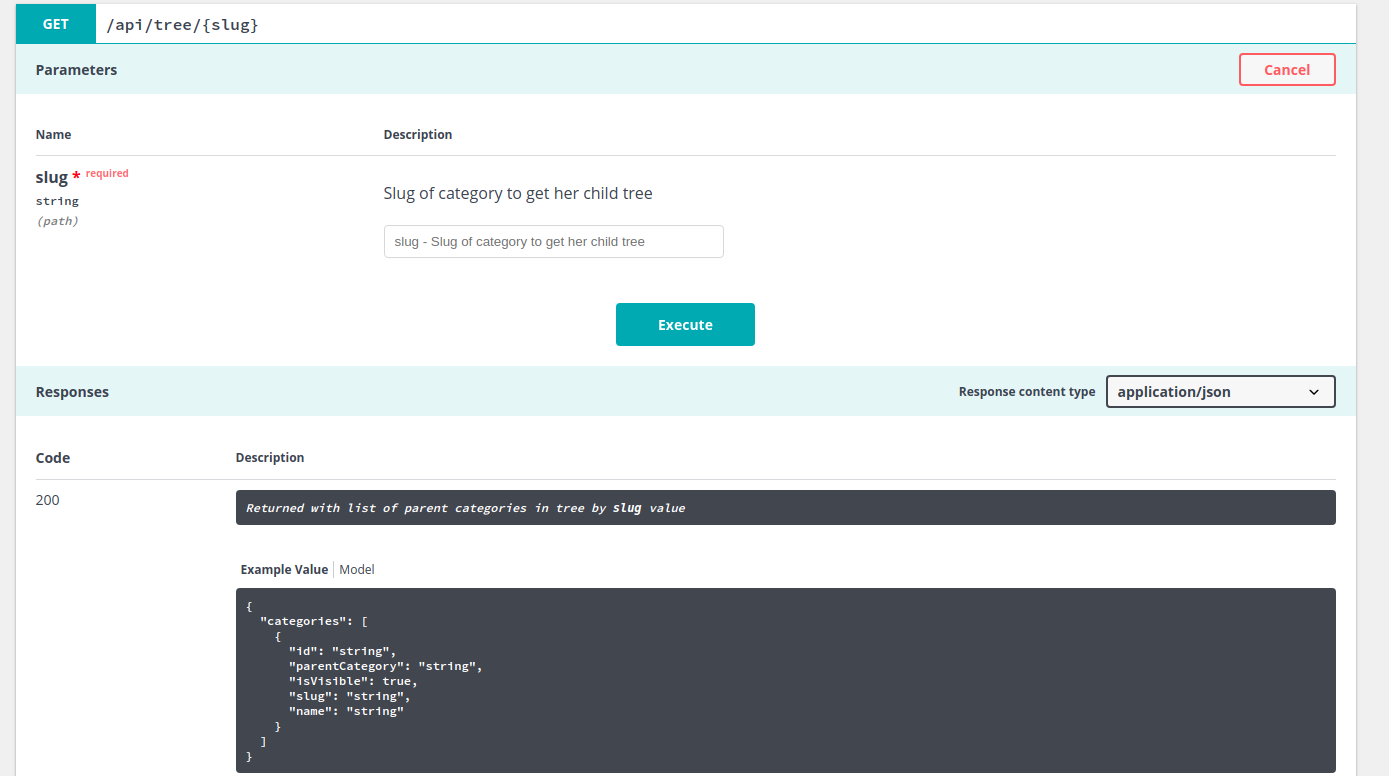 GET /api/tree/{slug}
Parameters Cancel
Name Description
slug * required
string
(path)
Slug of category to get her child tree
slug - Slug of category to get her child tree
Execute
Responses Response content type application/json
Code Description
200 Returned with list of parent categories in tree by slug value
Example Value Model
{
  "categories": [
    {
      "id": "string",
      "parentCategory": "string",
      "isVisible": true,
      "slug": "string",
      "name": "string"
    }
  ]
}